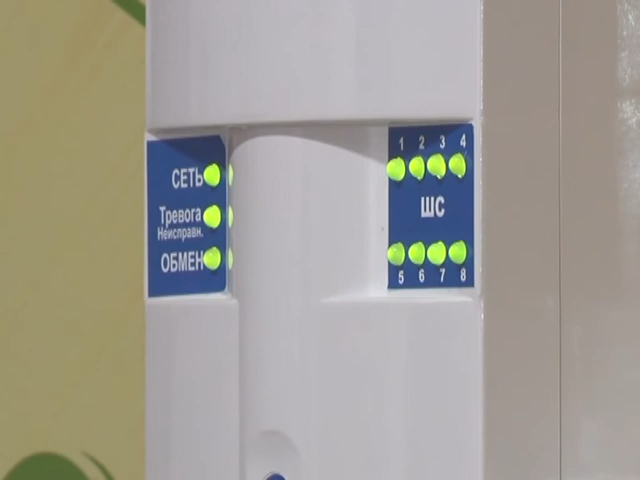 СЕТЬ
Тревога
Неисправн.
ОБМЕН
1 2 3 4
ШС
5 6 7 8